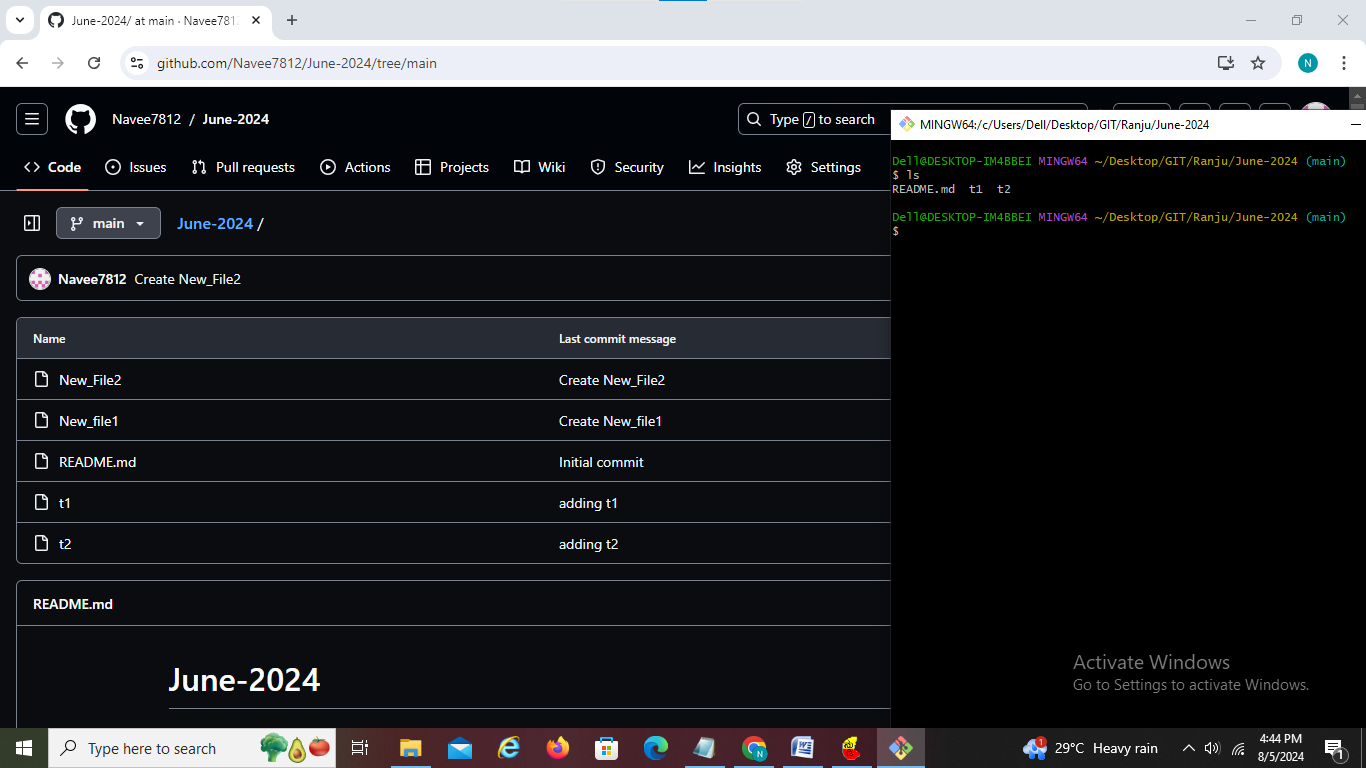 June-2024/ at main · Navee781
github.com/Navee7812/June-2024/tree/main
N
Navee7812 / June-2024
Type / to search
Code
Issues
Pull requests
Actions
Projects
Wiki
Security
Insights
Settings
main
June-2024 /
Navee7812 Create New_File2
Name Last commit message
New_File2 Create New_File2
New_file1 Create New_file1
README.md Initial commit
t1 adding t1
t2 adding t2
README.md
June-2024
MINGW64:/c/Users/Dell/Desktop/GIT/Ranju/June-2024
Dell@DESKTOP-IM4BBEI MINGW64 ~/Desktop/GIT/Ranju/June-2024 (main)
$ ls
README.md t1 t2
Dell@DESKTOP-IM4BBEI MINGW64 ~/Desktop/GIT/Ranju/June-2024 (main)
$
Activate Windows
Go to Settings to activate Windows.
Type here to search
29°C Heavy rain
4:44 PM
8/5/2024
1